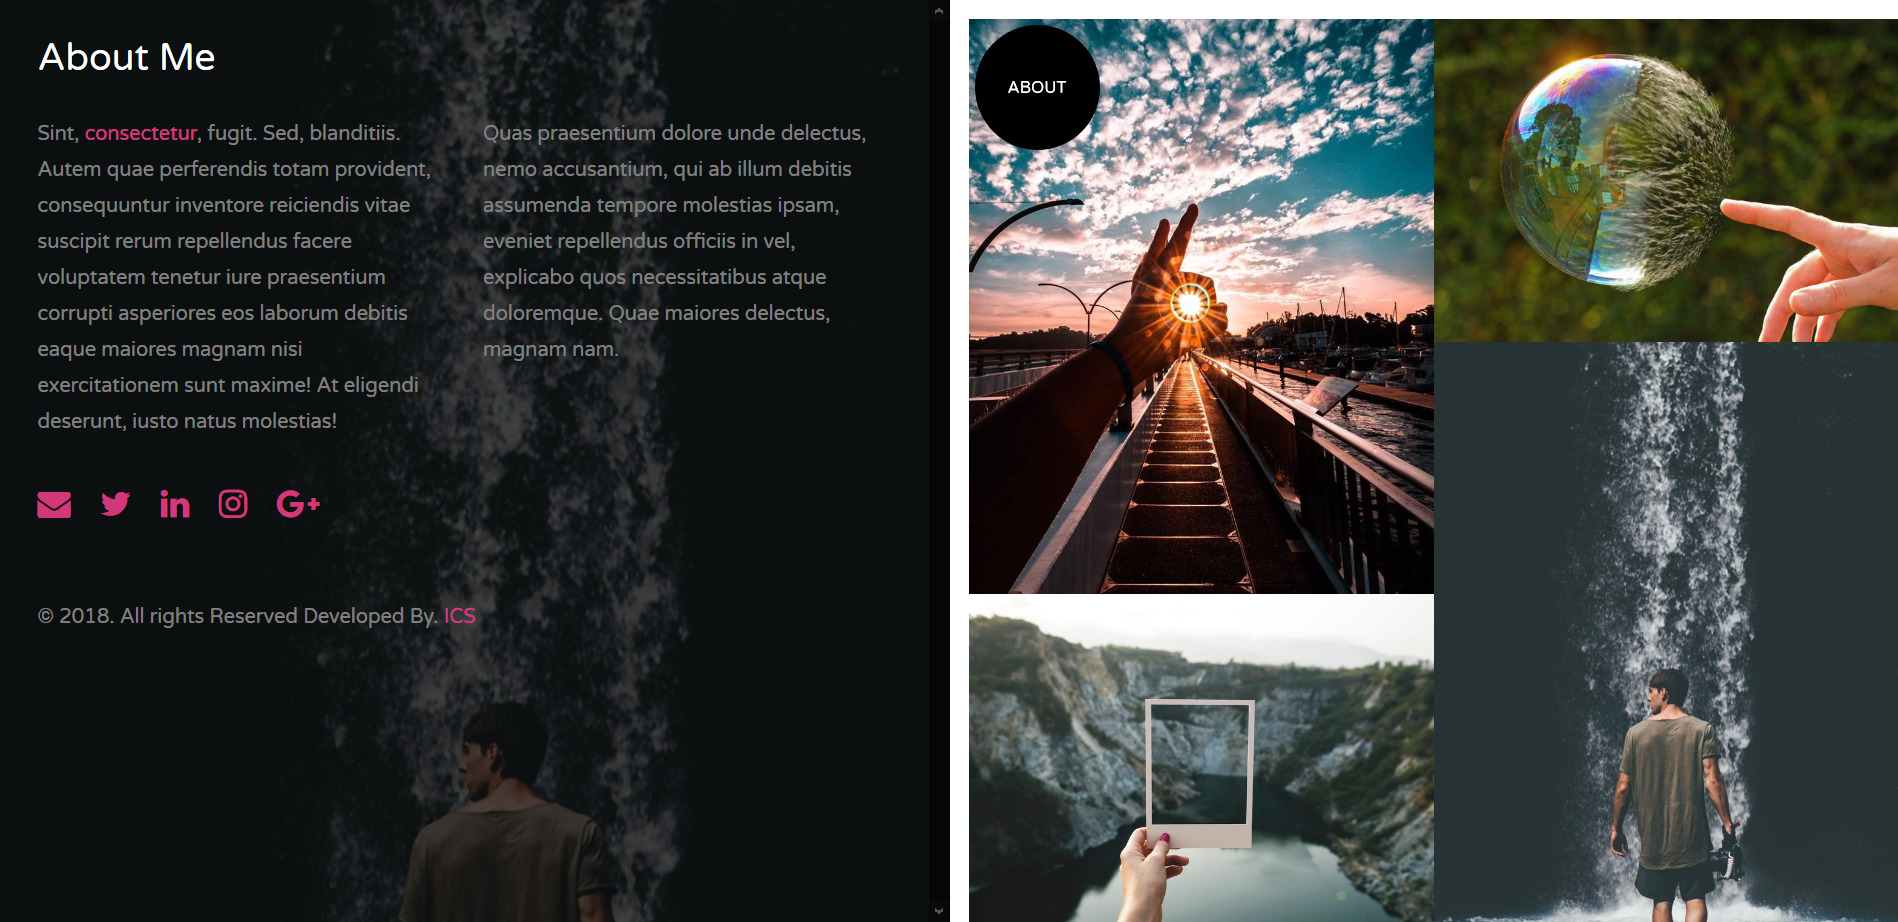 About Me
Sint, consectetur, fugit. Sed, blanditiis.
Autem quae perferendis totam provident,
consequuntur inventore reiciendis vitae
suscipit rerum repellendus facere
voluptatem tenetur iure praesentium
corrupti asperiores eos laborum debitis
eaque maiores magnam nisi
exercitationem sunt maxime! At eligendi
deserunt, iusto natus molestias!
Quas praesentium dolore unde delectus,
nemo accusantium, qui ab illum debitis
assumenda tempore molestias ipsam,
eveniet repellendus officiis in vel,
explicabo quos necessitatibus atque
doloremque. Quae maiores delectus,
magnam nam.
© 2018. All rights Reserved Developed By. ICS
ABOUT